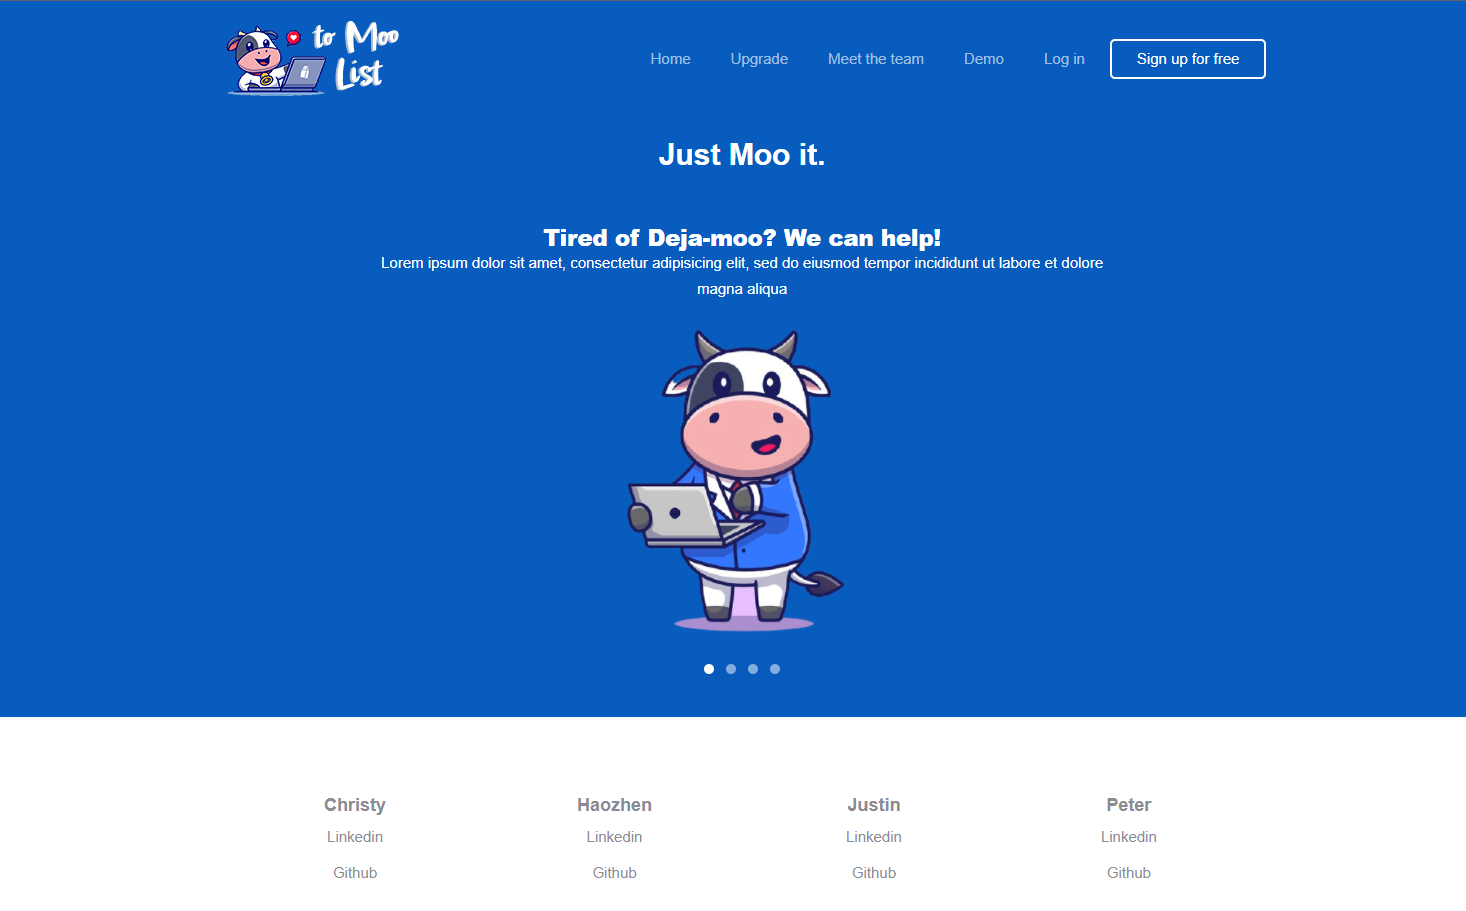 to Moo
List
Home Upgrade Meet the team Demo Log in Sign up for free
Just Moo it.
Tired of Deja-moo? We can help!
Lorem ipsum dolor sit amet, consectetur adipisicing elit, sed do eiusmod tempor incididunt ut labore et dolore
magna aliqua
Christy Haozhen Justin Peter
Linkedin Linkedin Linkedin Linkedin
Github Github Github Github